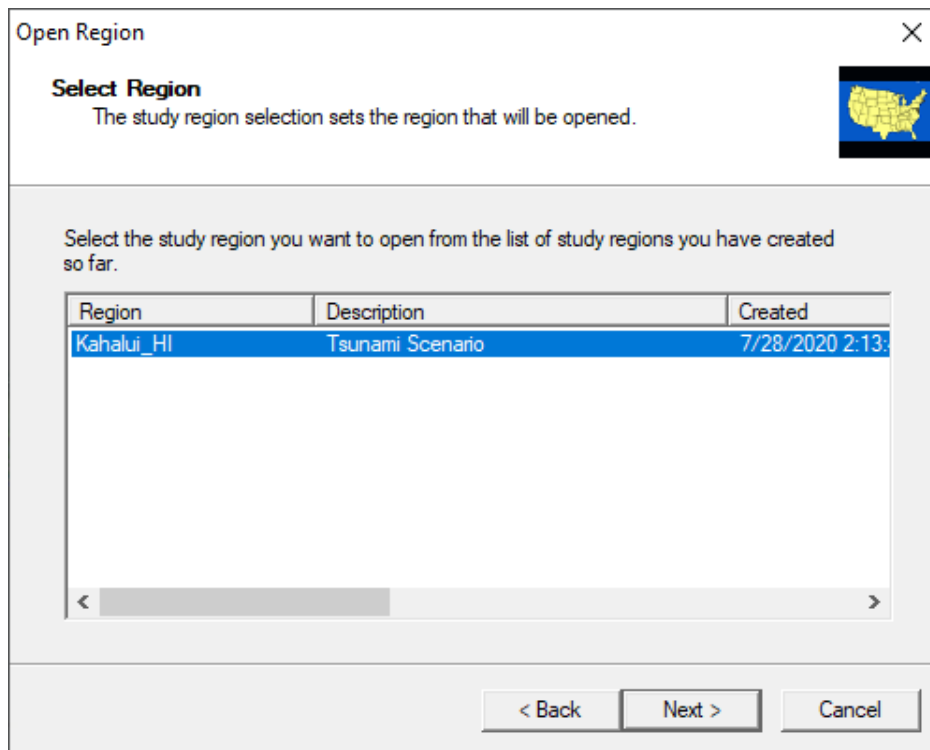 Open Region
Select Region
The study region selection sets the region that will be opened.
Select the study region you want to open from the list of study regions you have created
so far.
Region Description Created
Kahalui_HI Tsunami Scenario 7/28/2020 2:13:
< Back Next > Cancel